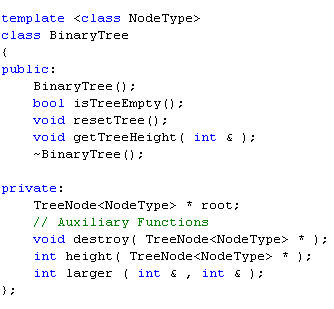 template <class NodeType>
class BinaryTree
{
public:
    BinaryTree();
    bool isTreeEmpty();
    void resetTree();
    void getTreeHeight( int & );
    ~BinaryTree();

private:
    TreeNode<NodeType> * root;
    // Auxiliary Functions
    void destroy( TreeNode<NodeType> * );
    int height( TreeNode<NodeType> * );
    int larger ( int & , int & );
};